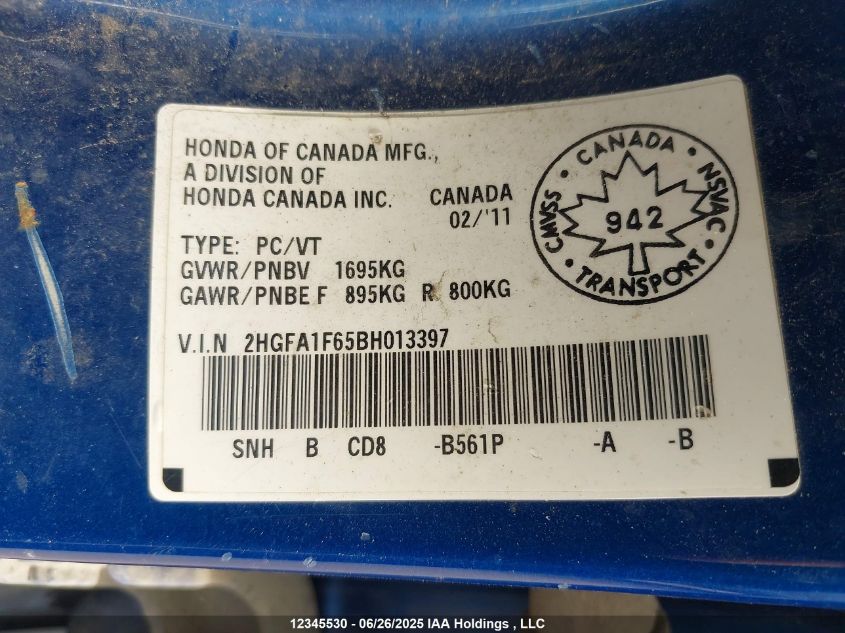 HONDA OF CANADA MFG.,
A DIVISION OF
HONDA CANADA INC. CANADA
02/'11
TYPE: PC/VT
GVWR/PNBV 1695KG
GAWR/PNBE F 895KG R 800KG
V.I.N 2HGFA1F65BH013397
SNH B CD8 -B561P -A -B
CANADA
CMVSS
NSVAC
942
TRANSPORT
12345530 - 06/26/2025 IAA Holdings , LLC